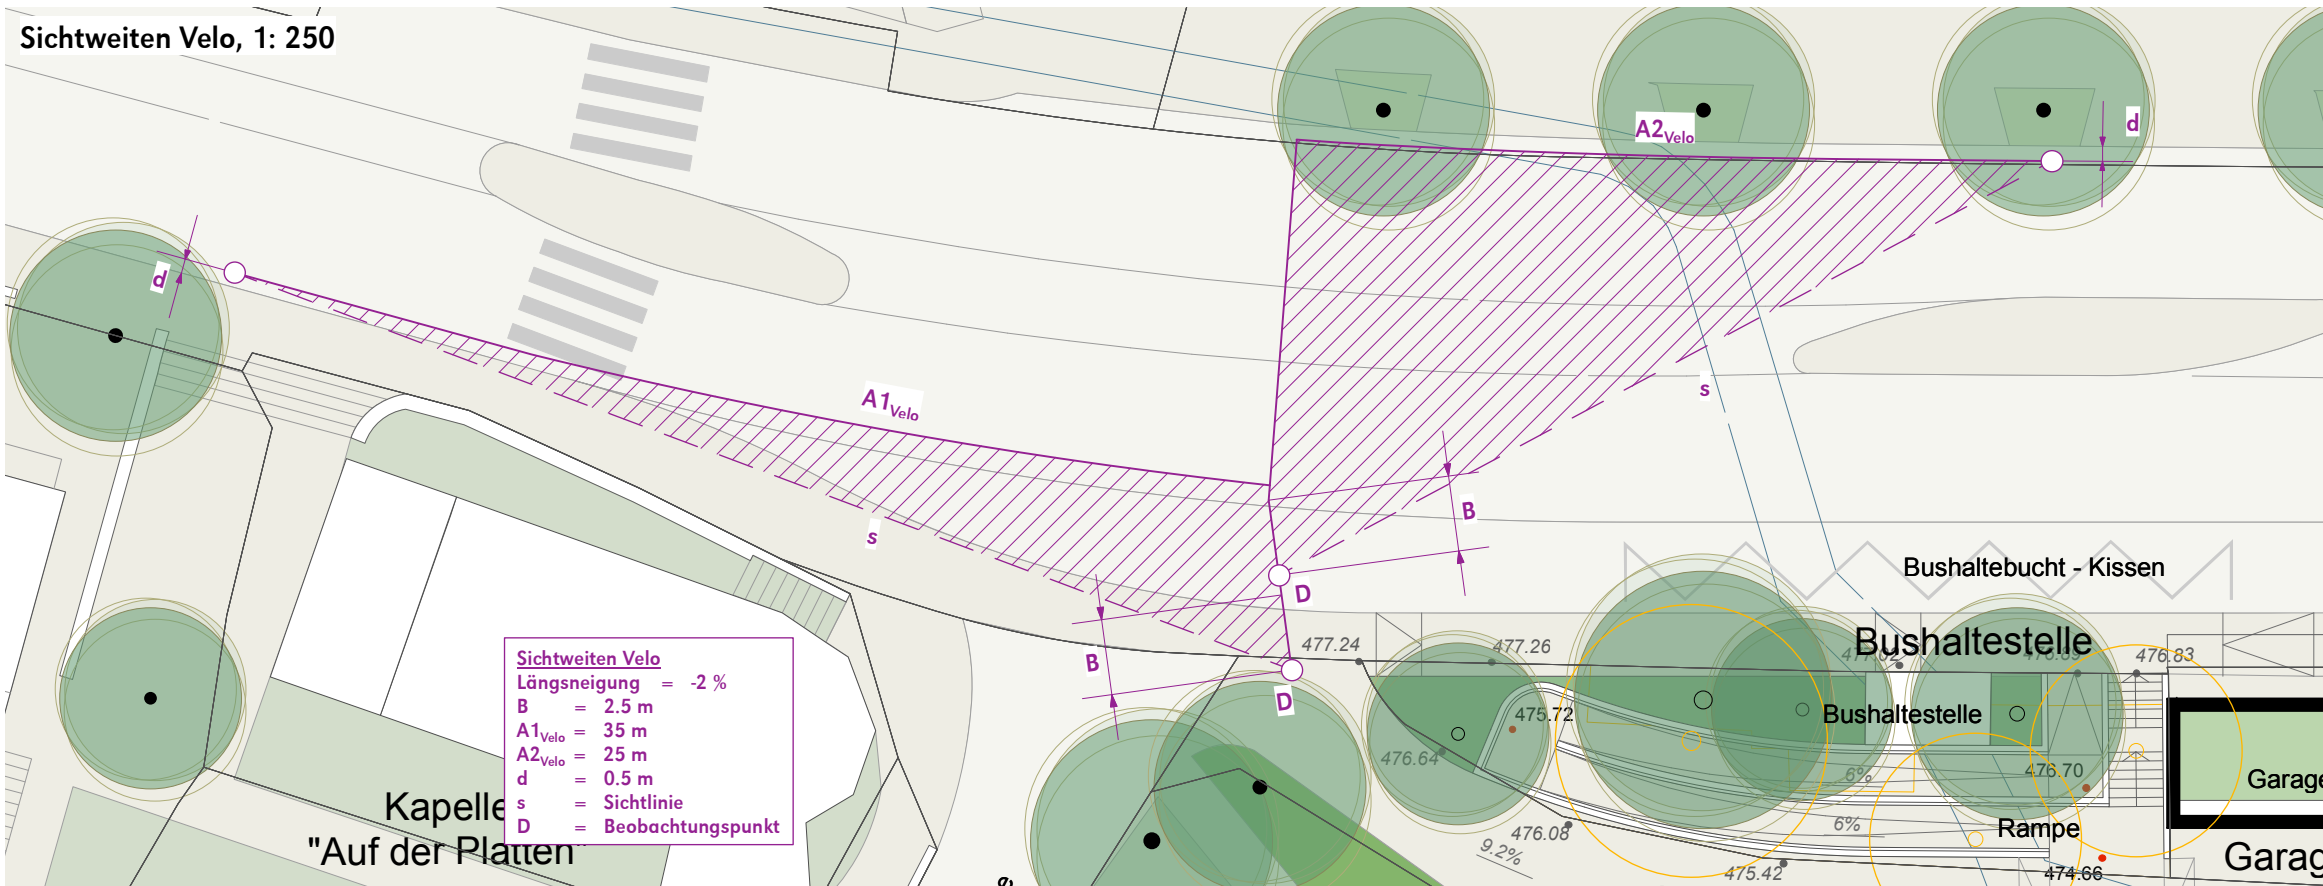 Sichtweiten Velo, 1: 250
A2Velo
d
d
s
A1Velo
B
s
Bushaltebucht - Kissen
D
477.24
477.26
Bushaltestelle
476.83
B
D
Sichtweiten Velo
Längsneigung = -2 %
B = 2.5 m
A1Velo = 35 m
A2Velo = 25 m
d = 0.5 m
s = Sichtlinie
D = Beobachtungspunkt
475.72
Bushaltestelle
476.64
6%
476.70
Garage
Kapelle
"Auf der Platten"
476.08
6%
Rampe
9.2%
Garag
475.42
474.66